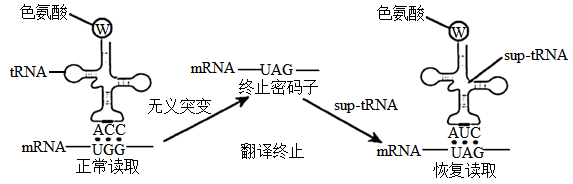 色氨酸
W
tRNA
ACC
mRNA UGG
正常读取
无义突变
mRNA UAG
终止密码子
sup-tRNA
翻译终止
色氨酸
W
sup-tRNA
AUC
mRNA UAG
恢复读取